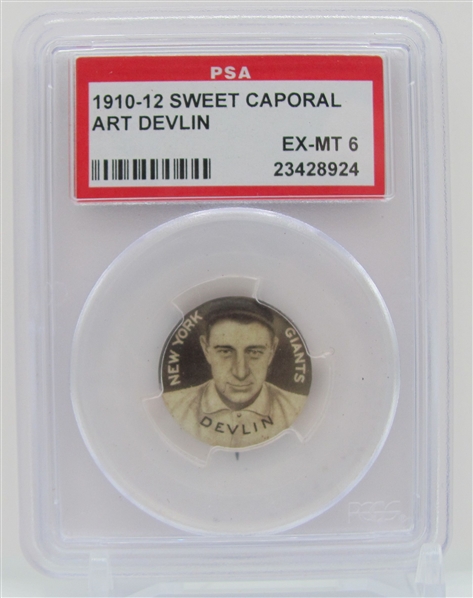 PSA
1910-12 SWEET CAPORAL
ART DEVLIN
EX-MT 6
23428924
NEW YORK
GIANTS
DEVLIN